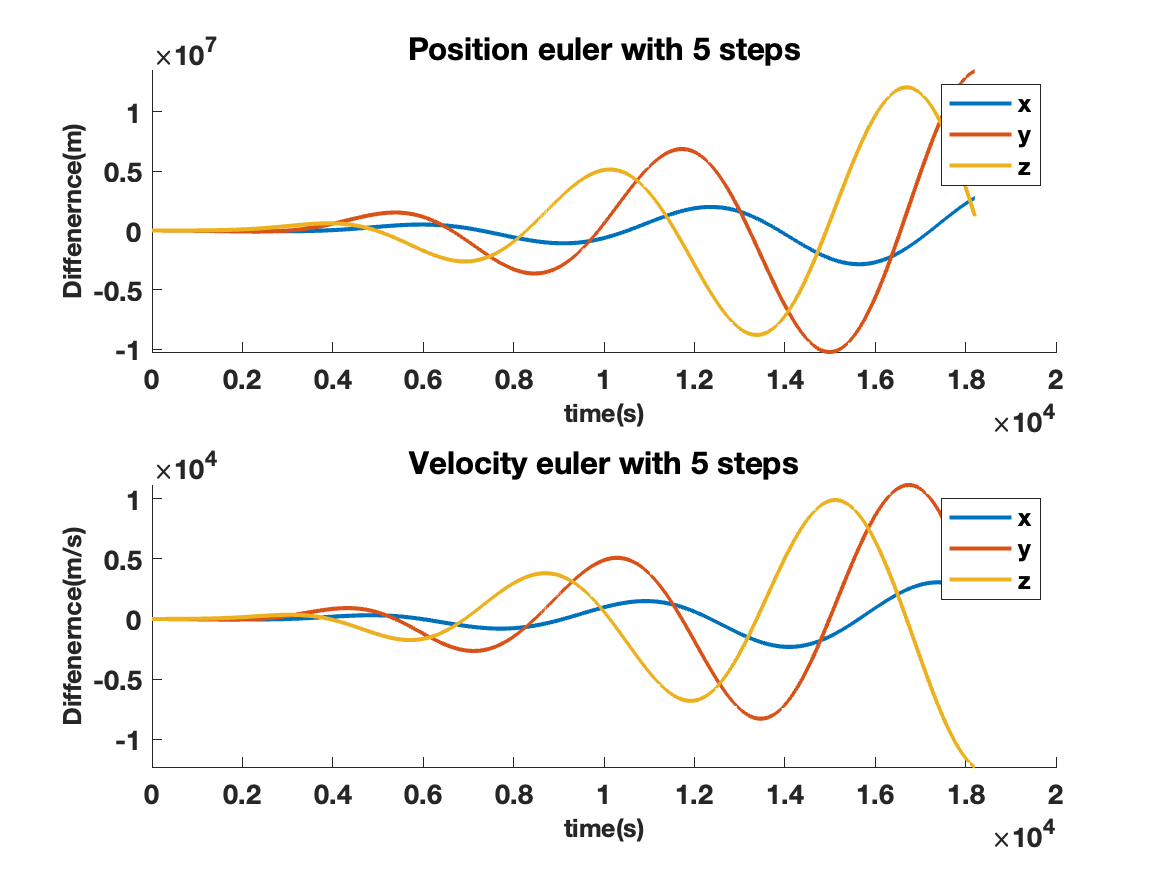 ×10^7
Position euler with 5 steps
Diffenernce(m)
1
0.5
0
-0.5
-1
x
y
z
0 0.2 0.4 0.6 0.8 1 1.2 1.4 1.6 1.8 2
time(s)
×10^4
×10^4
Velocity euler with 5 steps
Diffenernce(m/s)
1
0.5
0
-0.5
-1
x
y
z
0 0.2 0.4 0.6 0.8 1 1.2 1.4 1.6 1.8 2
time(s)
×10^4